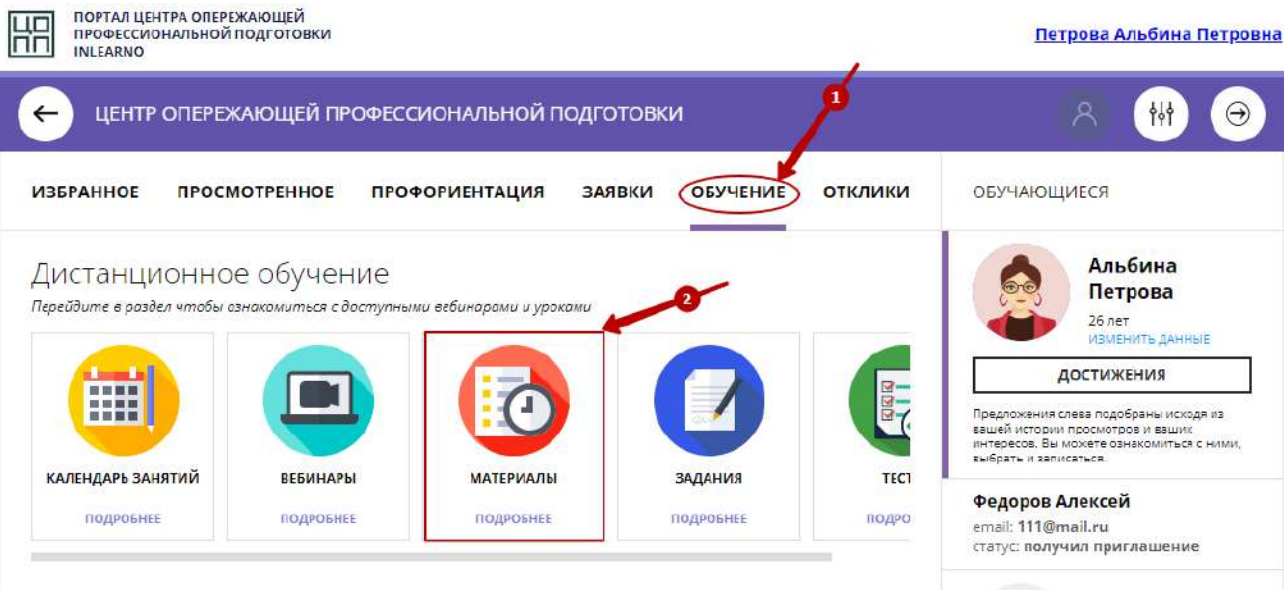 ПОРТАЛ ЦЕНТРА ОПЕРЕЖАЮЩЕЙ
ПРОФЕССИОНАЛЬНОЙ ПОДГОТОВКИ
INLEARNO
Петрова Альбина Петровна
ЦЕНТР ОПЕРЕЖАЮЩЕЙ ПРОФЕССИОНАЛЬНОЙ ПОДГОТОВКИ
1
ИЗБРАННОЕ ПРОСМОТРЕННОЕ ПРОФОРИЕНТАЦИЯ ЗАЯВКИ ОБУЧЕНИЕ ОТКЛИКИ
Дистанционное обучение
Перейдите в раздел чтобы ознакомиться с доступными вебинарами и уроками
2
КАЛЕНДАРЬ ЗАНЯТИЙ ВЕБИНАРЫ МАТЕРИАЛЫ ЗАДАНИЯ ТЕСТ
ПОДРОБНЕЕ ПОДРОБНЕЕ ПОДРОБНЕЕ ПОДРОБНЕЕ ПОДРО
ОБУЧАЮЩИЕСЯ
Альбина
Петрова
26 лет
ИЗМЕНИТЬ ДАННЫЕ
ДОСТИЖЕНИЯ
Предложения слева подобраны исходя из
вашей истории просмотров и ваших
интересов. Вы можете ознакомиться с ними,
выбрать и записаться.
Федоров Алексей
email: 111@mail.ru
статус: получил приглашение